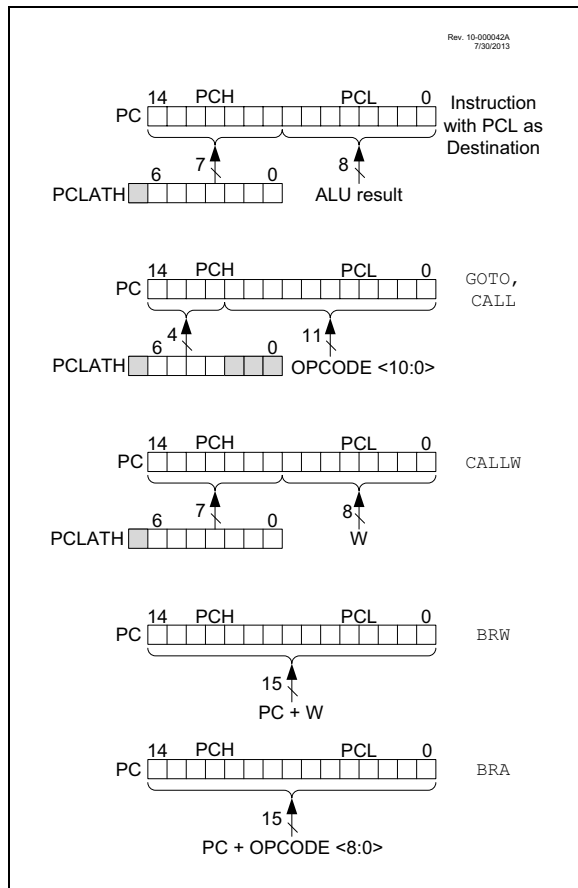 Rev. 10-000042A
7/30/2013
14 PCH PCL 0
PC
Instruction
with PCL as
Destination
7 8
6 0
PCLATH
ALU result
14 PCH PCL 0
PC
GOTO,
CALL
4 11
6 0
PCLATH
OPCODE <10:0>
14 PCH PCL 0
PC
CALLW
7 8
6 0
PCLATH
W
14 PCH PCL 0
PC
BRW
15
PC + W
14 PCH PCL 0
PC
BRA
15
PC + OPCODE <8:0>